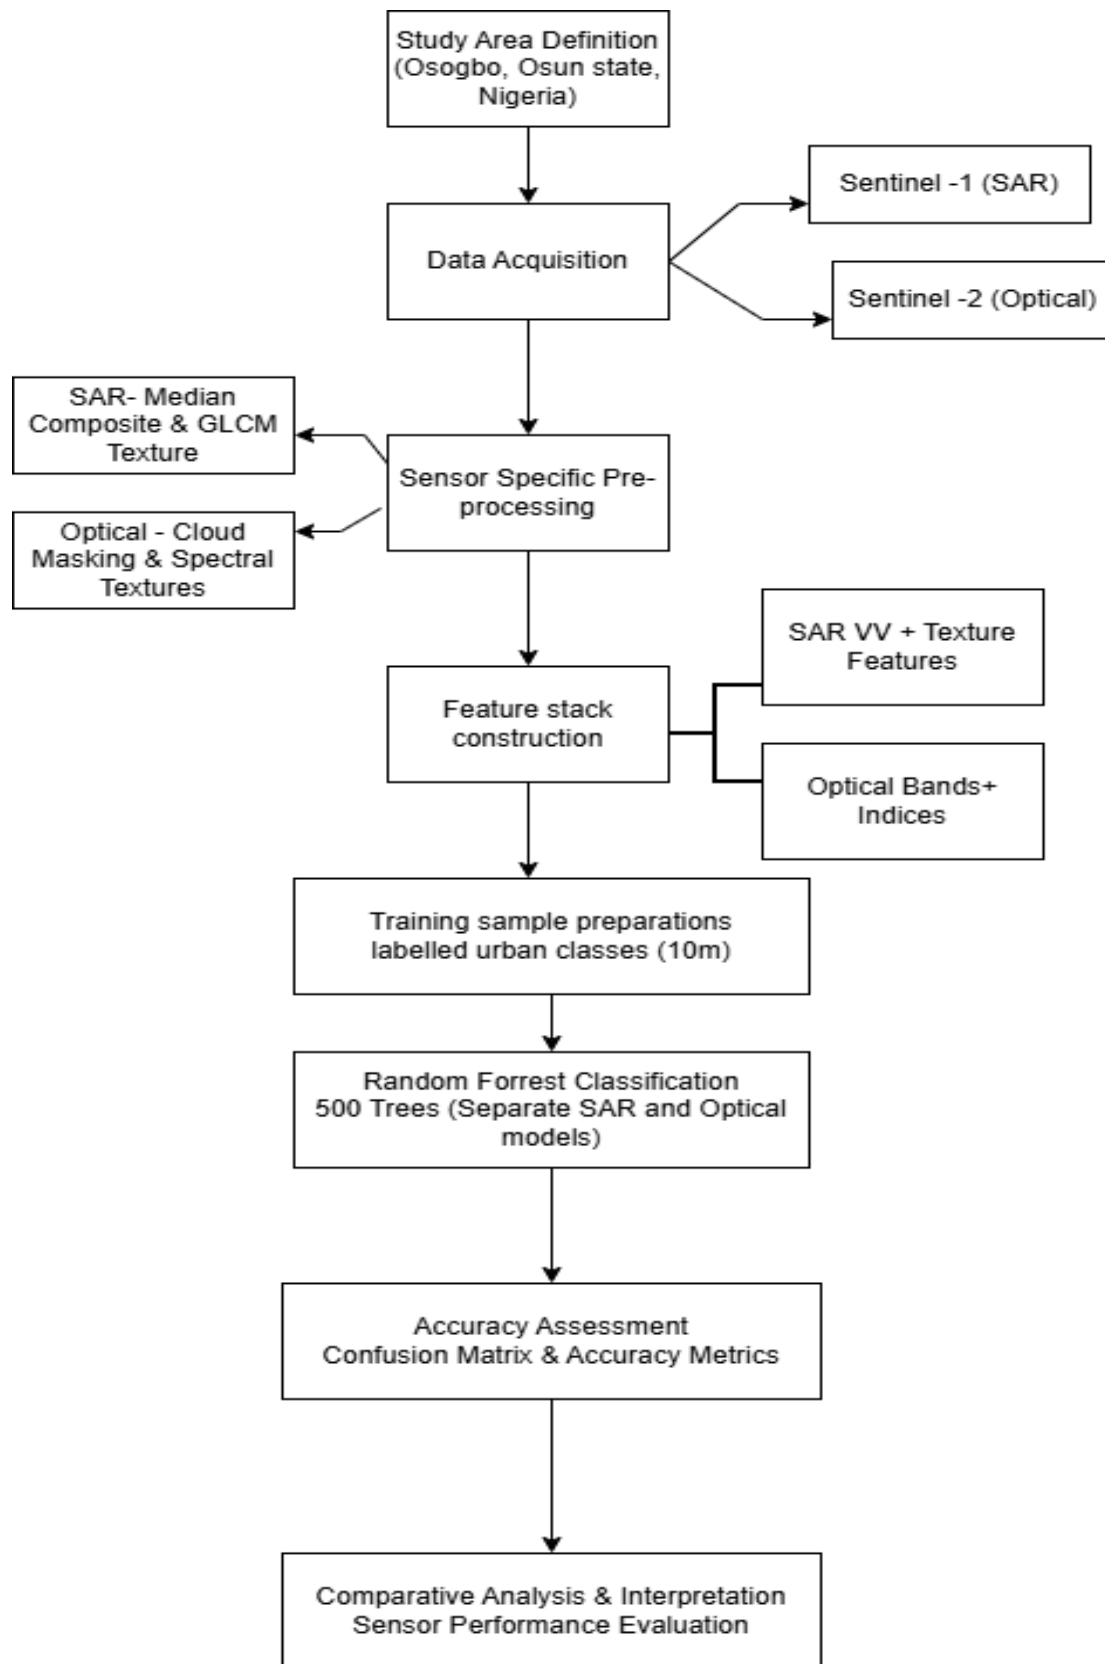 Study Area Definition
(Osogbo, Osun state,
Nigeria)
Sentinel -1 (SAR)
Data Acquisition
Sentinel -2 (Optical)
SAR- Median
Composite & GLCM
Texture
Sensor Specific Pre-
processing
Optical - Cloud
Masking & Spectral
Textures
SAR VV + Texture
Features
Feature stack
construction
Optical Bands+
Indices
Training sample preparations
labelled urban classes (10m)
Random Forrest Classification
500 Trees (Separate SAR and Optical
models)
Accuracy Assessment
Confusion Matrix & Accuracy Metrics
Comparative Analysis & Interpretation
Sensor Performance Evaluation